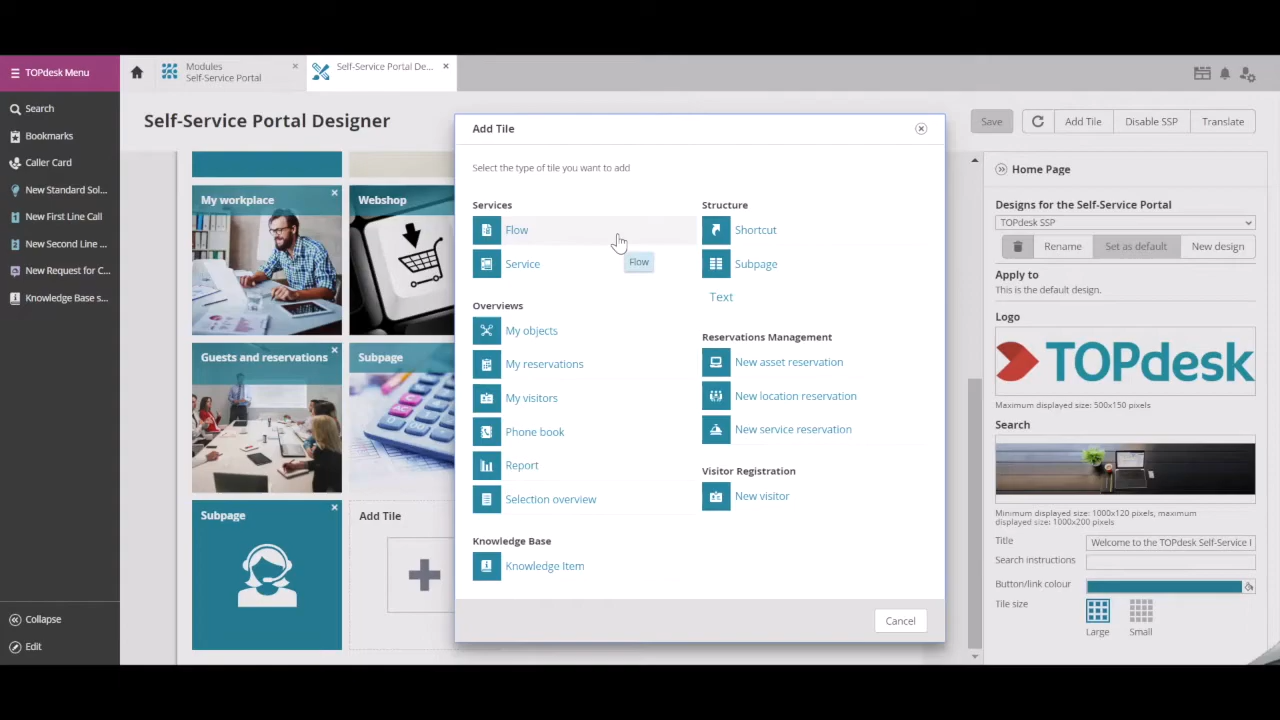 TOPdesk Menu
Modules
Self-Service Portal
Self-Service Portal De...
Search
Bookmarks
Caller Card
New Standard Sol...
New First Line Call
New Second Line ...
New Request for C...
Knowledge Base s...
Collapse
Edit
Self-Service Portal Designer
Save
Add Tile
Disable SSP
Translate
My workplace
Webshop
Guests and reservations
Subpage
Subpage
Add Tile
Add Tile
Select the type of tile you want to add
Services
Flow
Flow
Service
Overviews
My objects
My reservations
My visitors
Phone book
Report
Selection overview
Knowledge Base
Knowledge Item
Structure
Shortcut
Subpage
Text
Reservations Management
New asset reservation
New location reservation
New service reservation
Visitor Registration
New visitor
Cancel
Home Page
Designs for the Self-Service Portal
TOPdesk SSP
Rename
Set as default
New design
Apply to
This is the default design.
Logo
TOPdesk
Maximum displayed size: 500x150 pixels
Search
Minimum displayed size: 1000x120 pixels, maximum
displayed size: 1000x200 pixels
Title
Welcome to the TOPdesk Self-Service
Search instructions
Button/link colour
Tile size
Large
Small